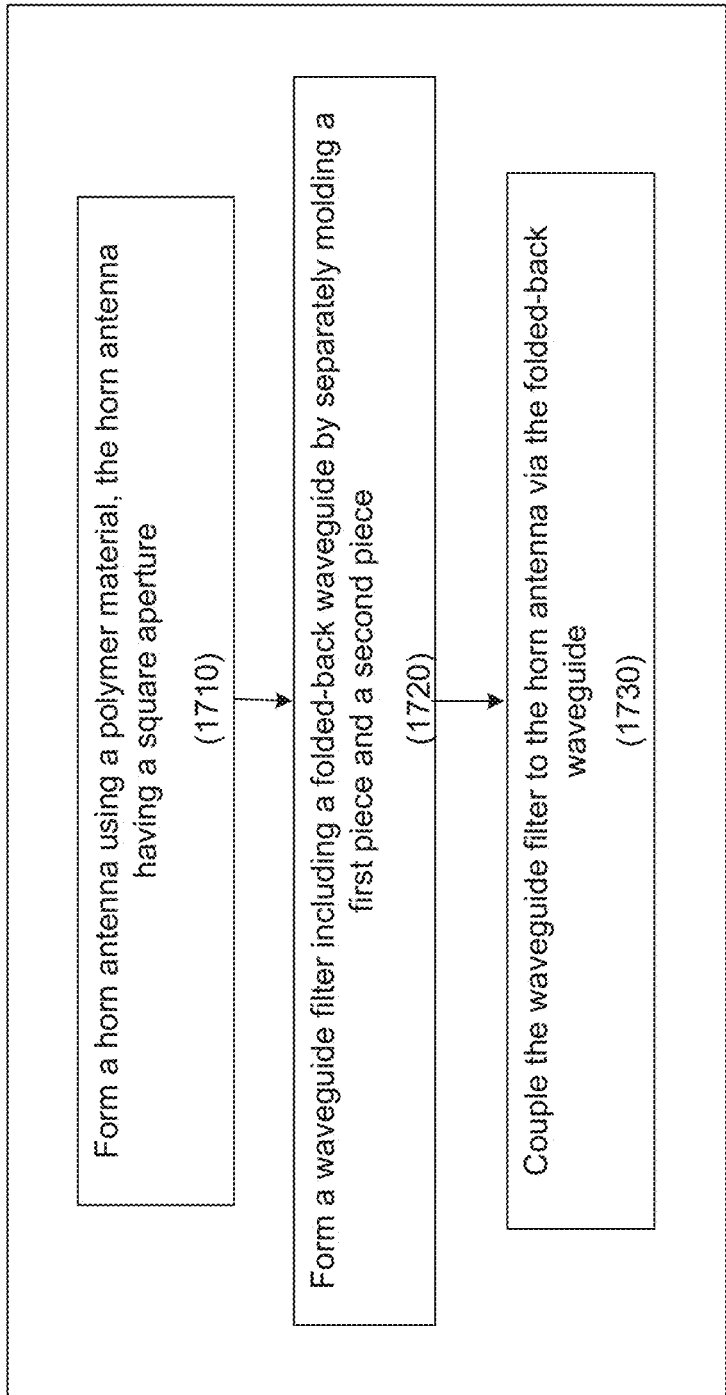 Form a horn antenna using a polymer material, the horn antenna
having a square aperture
(1710)
Form a waveguide filter including a folded-back waveguide by separately molding a
first piece and a second piece
(1720)
Couple the waveguide filter to the horn antenna via the folded-back
waveguide
(1730)